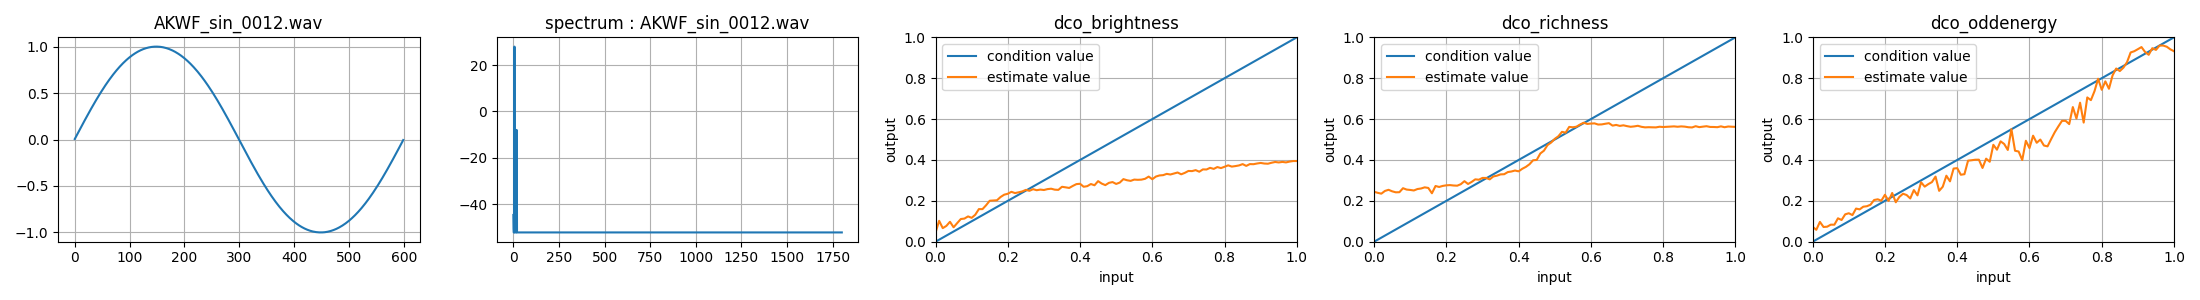 AKWF_sin_0012.wav
1.0
0.5
0.0
−0.5
−1.0
0 100 200 300 400 500 600
spectrum : AKWF_sin_0012.wav
20
0
−20
−40
0 250 500 750 1000 1250 1500 1750
dco_brightness
condition value
estimate value
output
1.0
0.8
0.6
0.4
0.2
0.0
0.0 0.2 0.4 0.6 0.8 1.0
input
dco_richness
condition value
estimate value
output
1.0
0.8
0.6
0.4
0.2
0.0
0.0 0.2 0.4 0.6 0.8 1.0
input
dco_oddenergy
condition value
estimate value
output
1.0
0.8
0.6
0.4
0.2
0.0
0.0 0.2 0.4 0.6 0.8 1.0
input